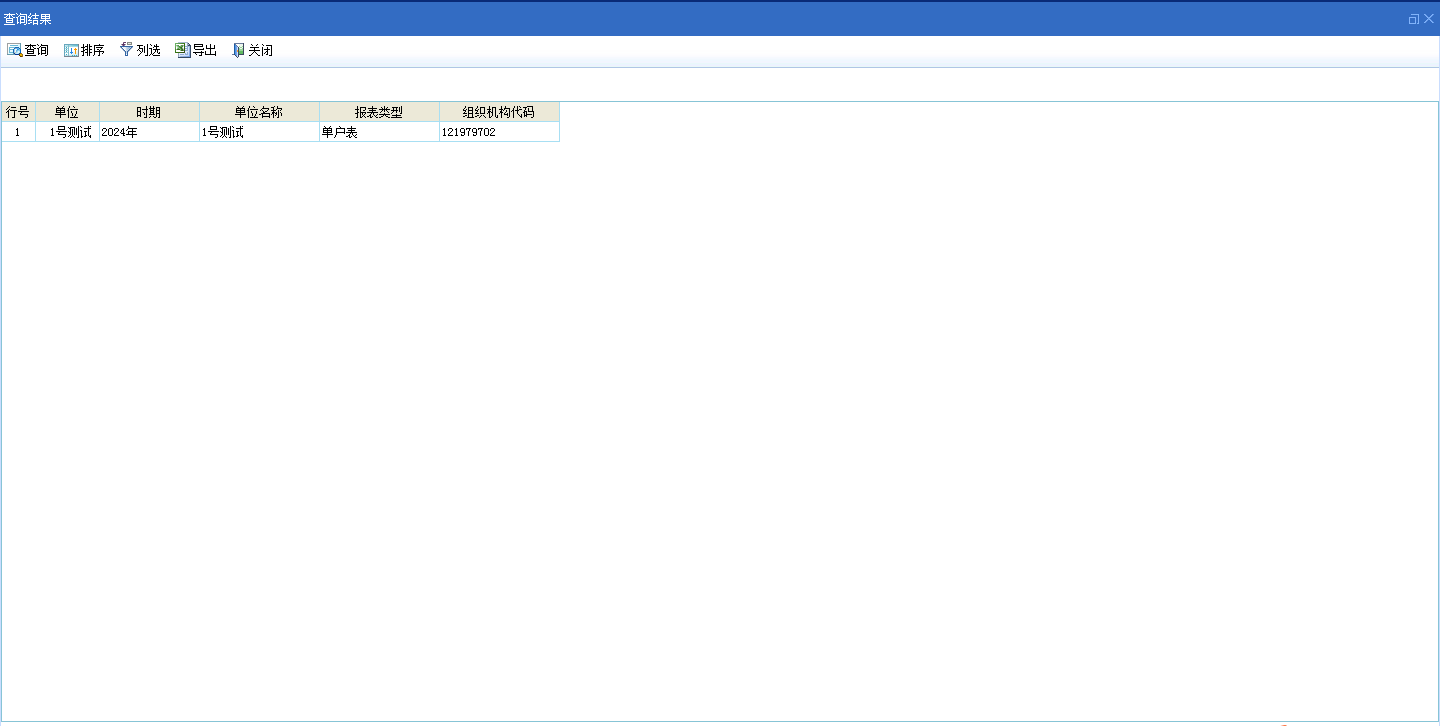 查询结果
查询 排序 列选 导出 关闭
行号 单位 时期 单位名称 报表类型 组织机构代码
1 1号测试 2024年 1号测试 单户表 121979702